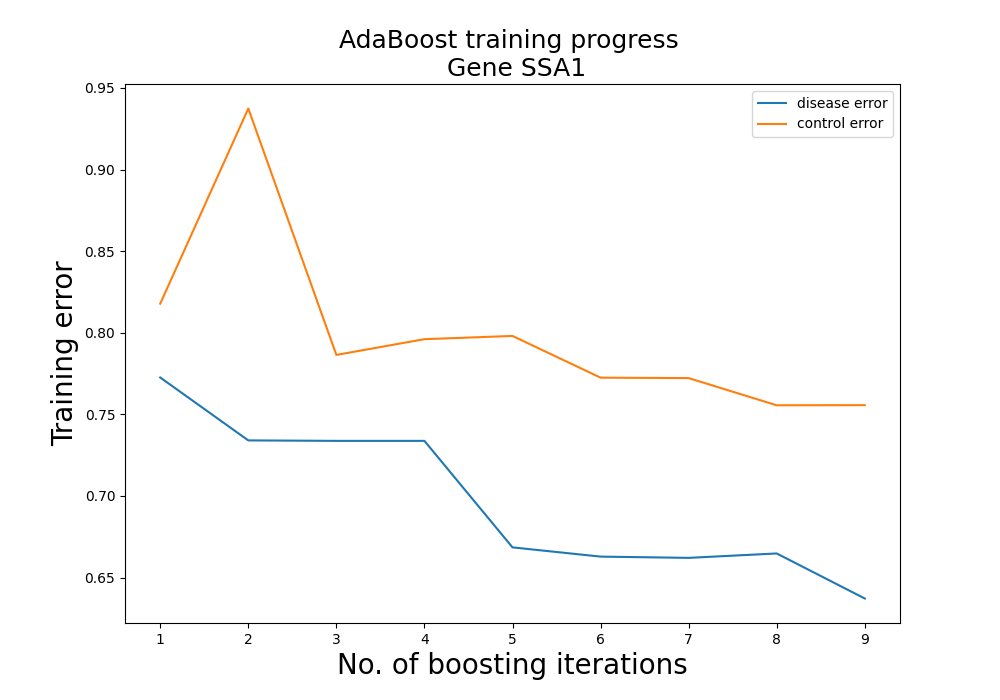 AdaBoost training progress
Gene SSA1
disease error
control error
0.95
0.90
0.85
0.80
0.75
0.70
0.65
Training error
1 2 3 4 5 6 7 8 9
No. of boosting iterations